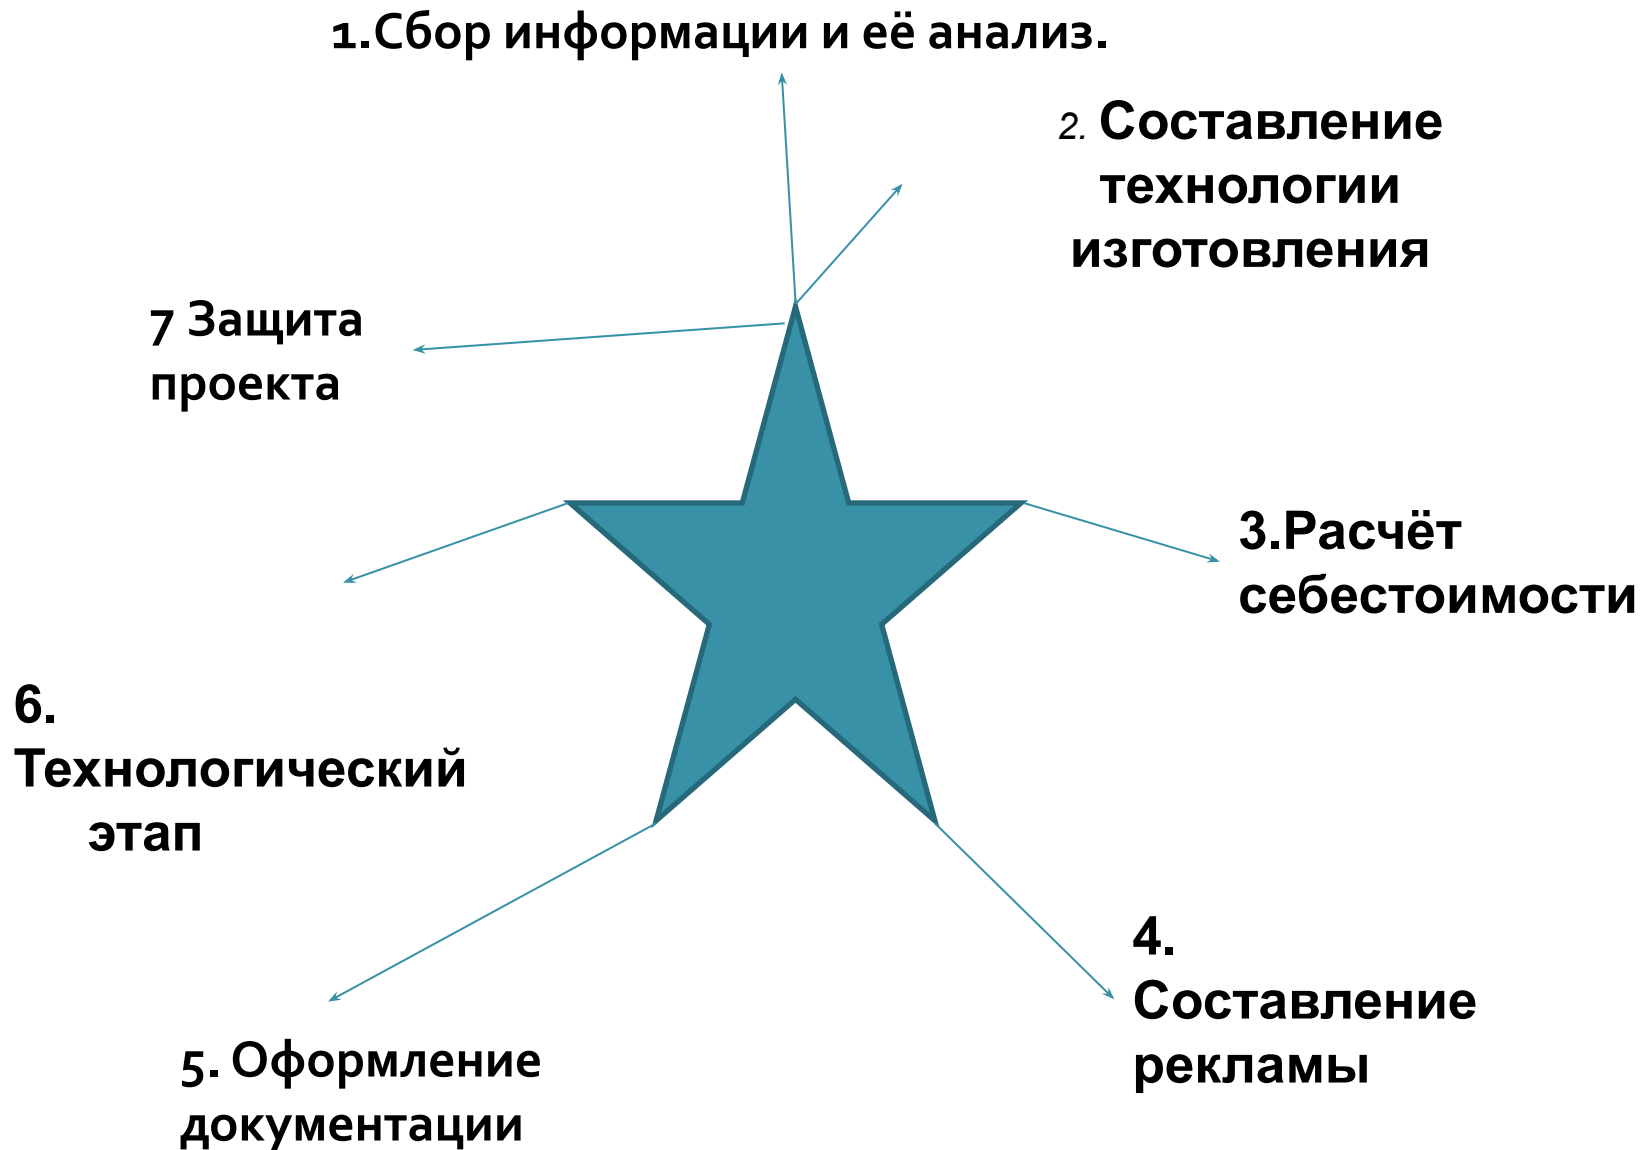 1.Сбор информации и её анализ.
2. Составление
технологии
изготовления
3.Расчёт
себестоимости
4.
Составление
рекламы
5. Оформление
документации
6.
Технологический
этап
7 Защита
проекта